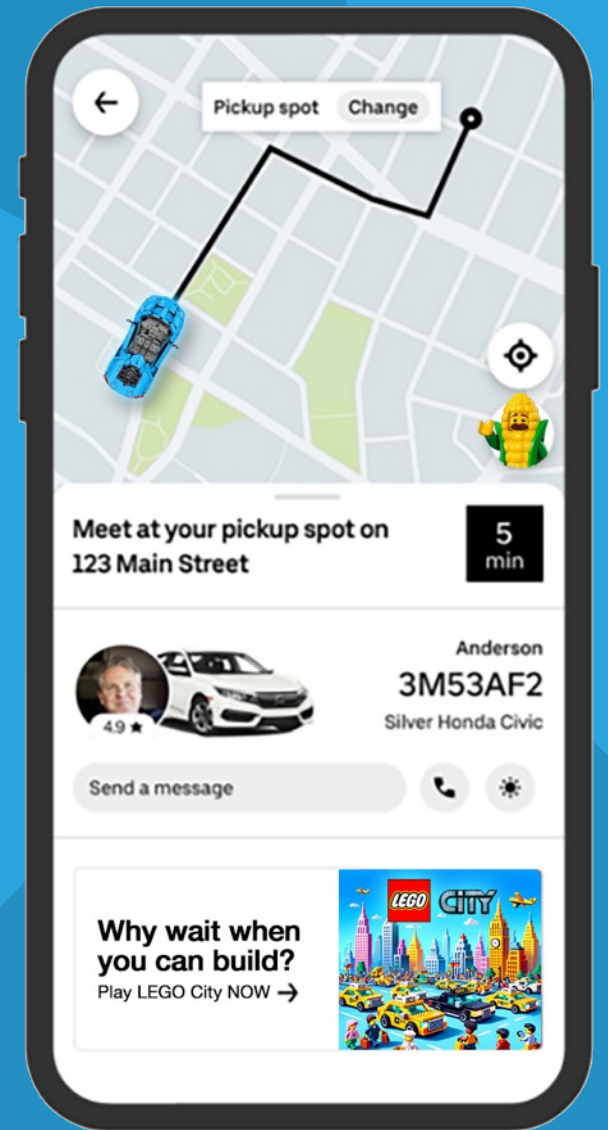 Pickup spot Change
Meet at your pickup spot on
123 Main Street
5
min
Anderson
3M53AF2
Silver Honda Civic
4.9 ★
Send a message
Why wait when
you can build?
Play LEGO City NOW →
LEGO CITY